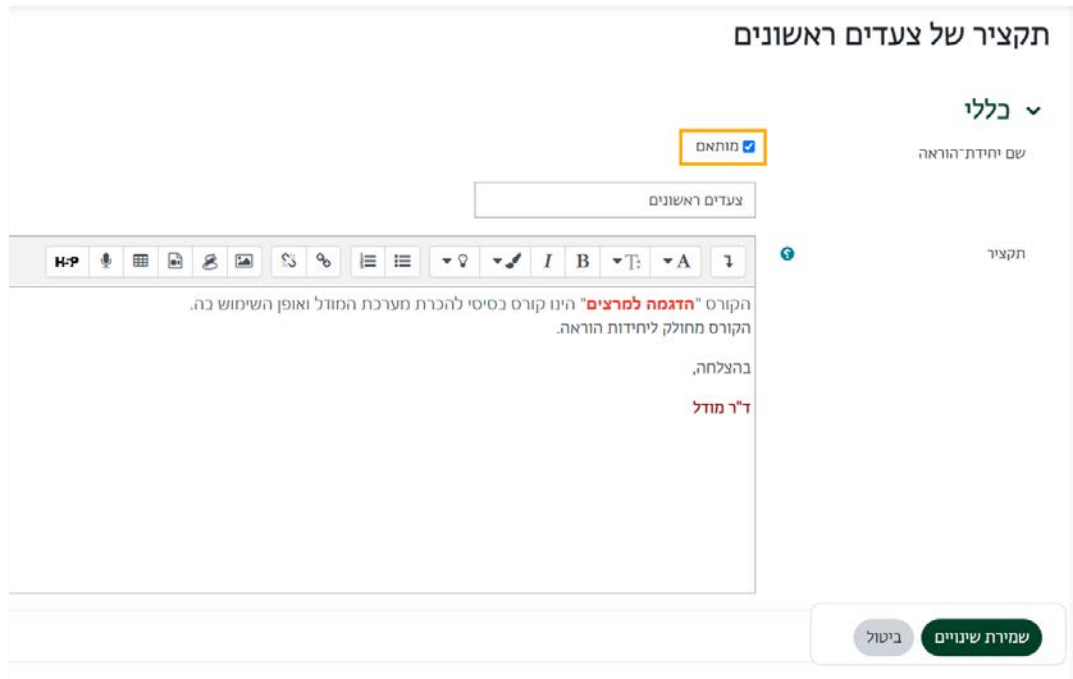 תקציר של צעדים ראשונים
כללי
שם יחידת־הוראה
מותאם
צעדים ראשונים
תקציר
A T: B I H-P
הקורס "הדגמה למרצים" הינו קורס בסיסי להכרת מערכת המודל ואופן השימוש בה.
הקורס מחולק ליחידות הוראה.
בהצלחה,
ד"ר מודל
שמירת שינויים ביטול